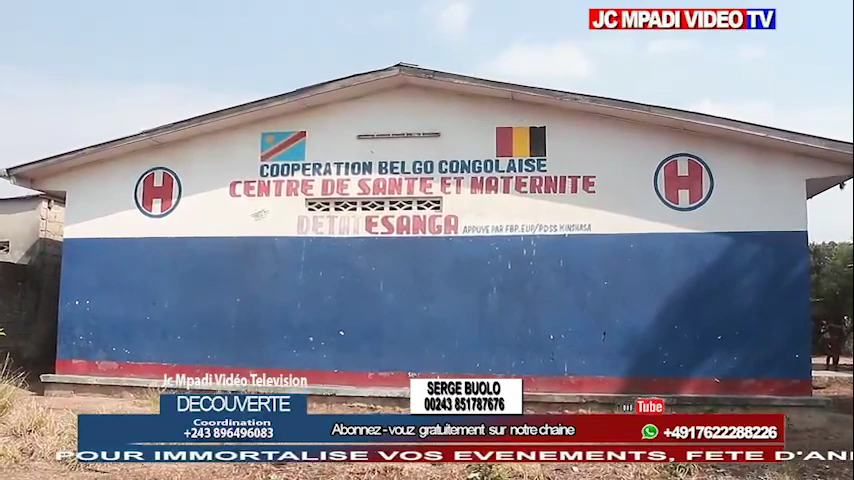 JC MPADI VIDEO TV
COOPERATION BELGO CONGOLAISE
H
CENTRE DE SANTE ET MATERNITE
H
ESANGA APPUYE PAR FBP.EUP/PDSS KINSHASA
Jc Mpadi Vidéo Television
DECOUVERTE
Coordination
+243 896496083
SERGE BUOLO
00243 851787676
Abonnez-vouz gratuitement sur notre chaine
You Tube
+4917622288226
POUR IMMORTALISE VOS EVENEMENTS, FETE D'AN